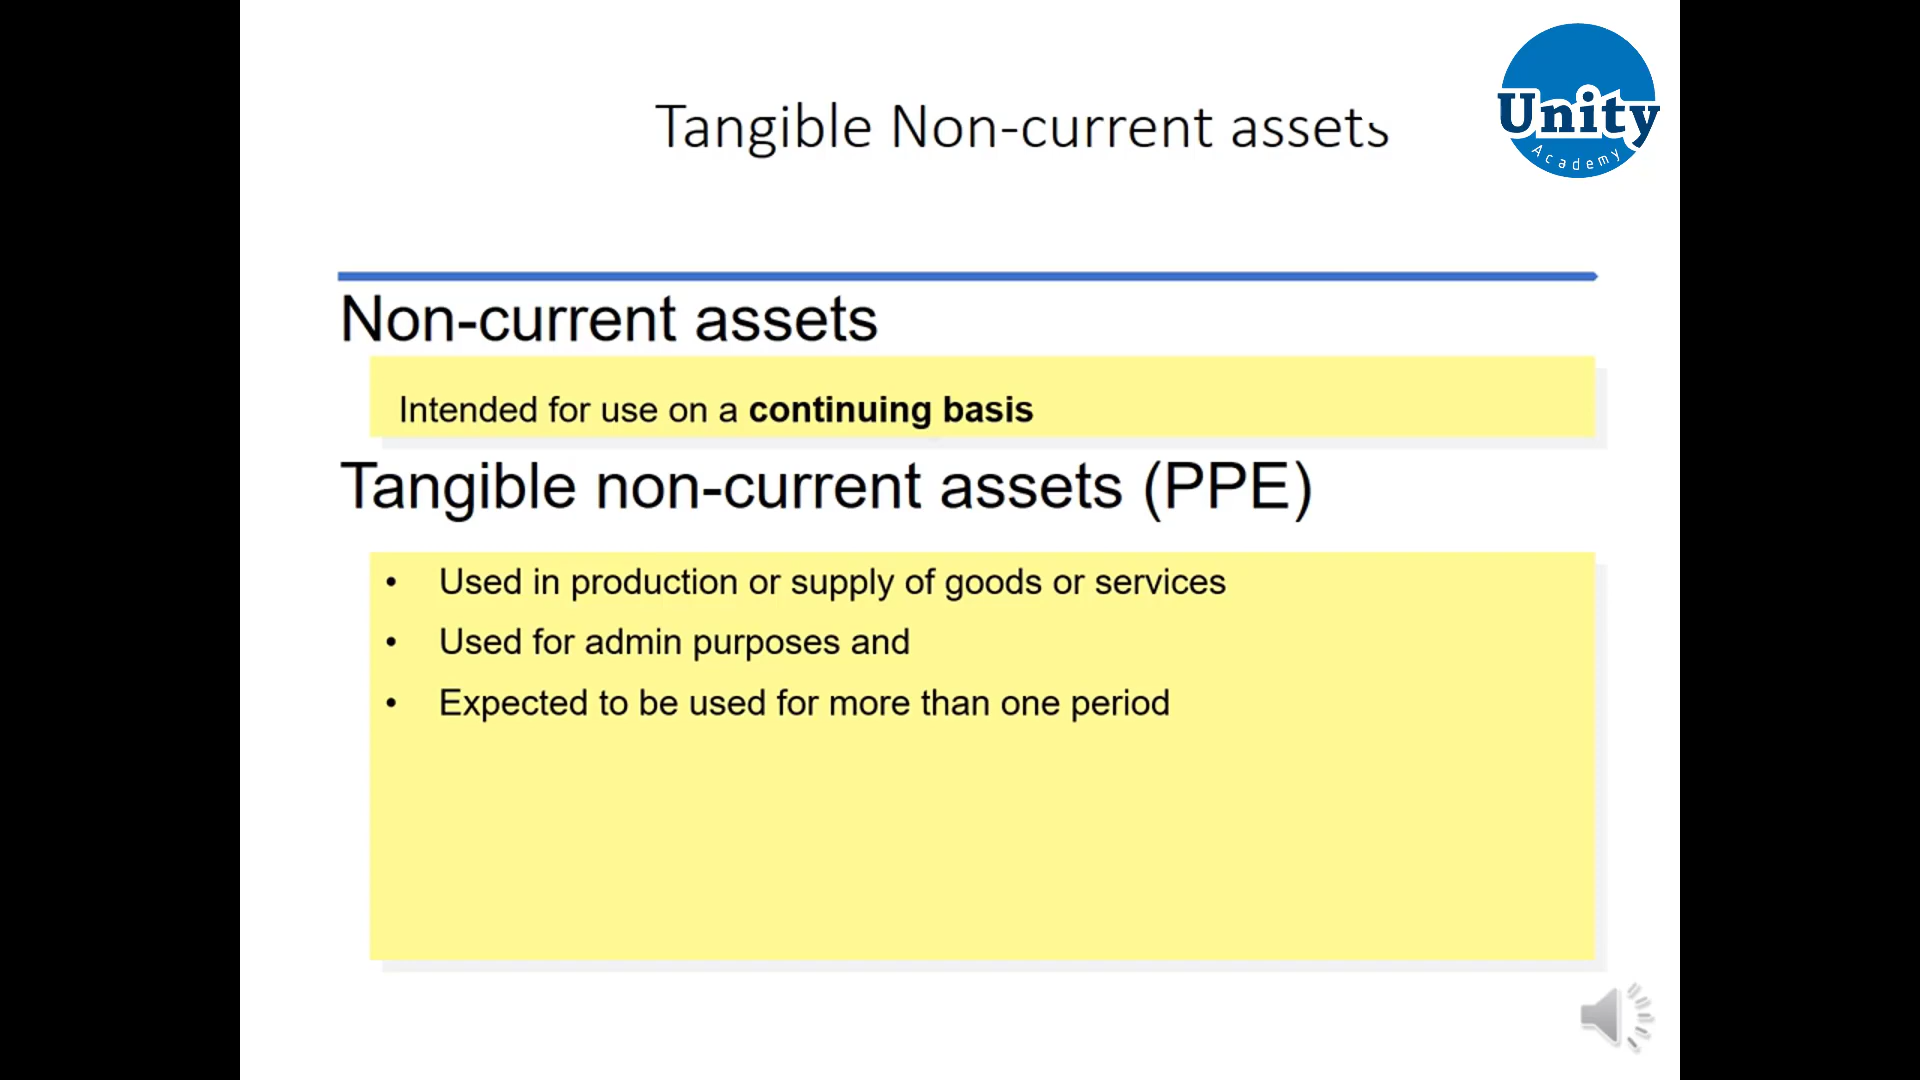 Tangible Non-current assets
Unity
Academy
Non-current assets
Intended for use on a continuing basis
Tangible non-current assets (PPE)
• Used in production or supply of goods or services
• Used for admin purposes and
• Expected to be used for more than one period